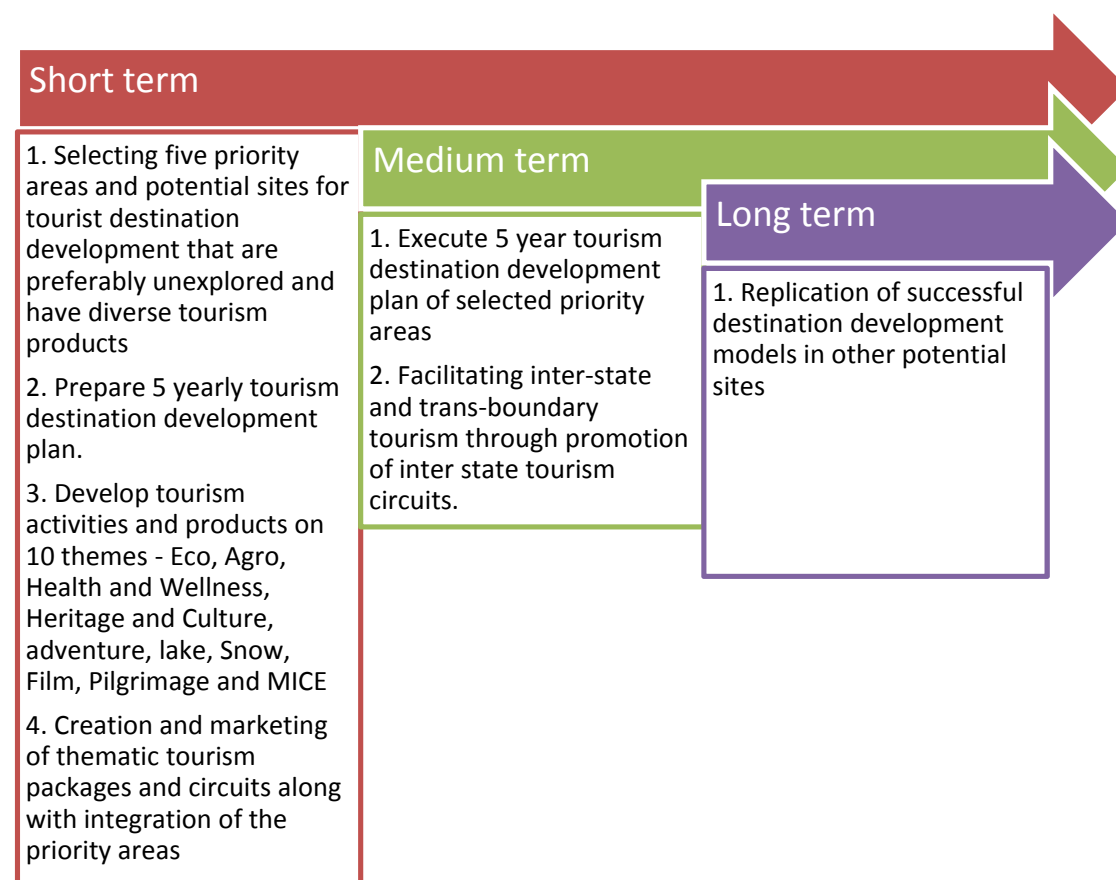 Short term
1. Selecting five priority
areas and potential sites for
tourist destination
development that are
preferably unexplored and
have diverse tourism
products
2. Prepare 5 yearly tourism
destination development
plan.
3. Develop tourism
activities and products on
10 themes - Eco, Agro,
Health and Wellness,
Heritage and Culture,
adventure, lake, Snow,
Film, Pilgrimage and MICE
4. Creation and marketing
of thematic tourism
packages and circuits along
with integration of the
priority areas
Medium term
1. Execute 5 year tourism
destination development
plan of selected priority
areas
2. Facilitating inter-state
and trans-boundary
tourism through promotion
of inter state tourism
circuits.
Long term
1. Replication of successful
destination development
models in other potential
sites